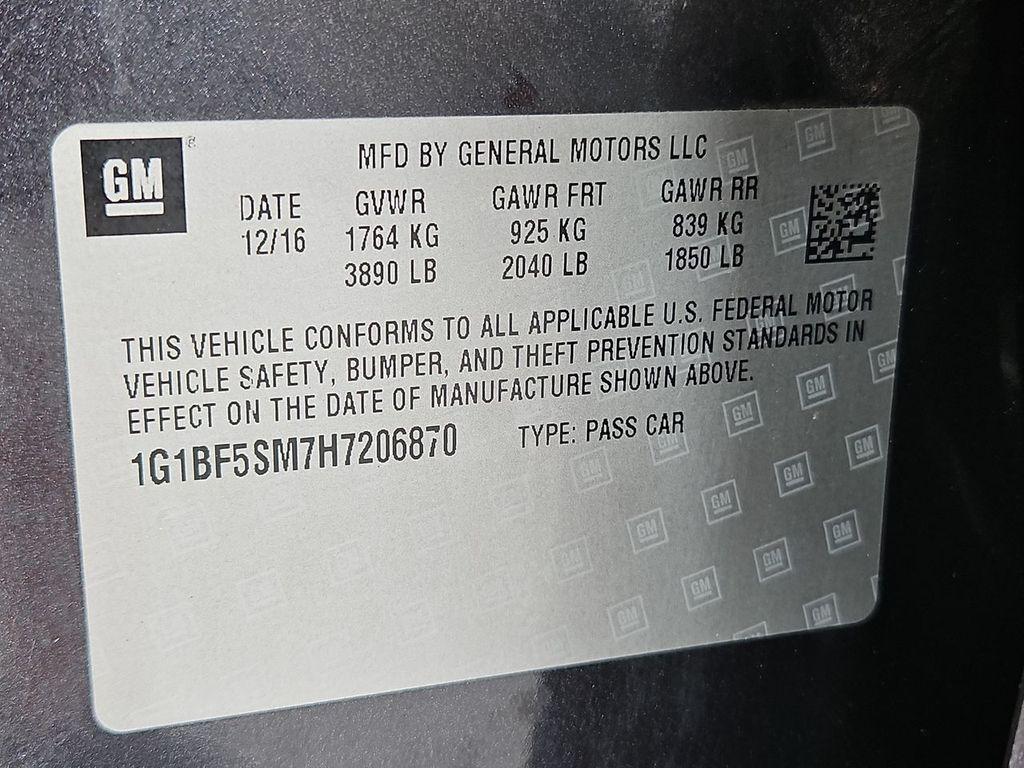 GM
MFD BY GENERAL MOTORS LLC
DATE GVWR GAWR FRT GAWR RR
12/16 1764 KG 925 KG 839 KG
3890 LB 2040 LB 1850 LB
THIS VEHICLE CONFORMS TO ALL APPLICABLE U.S. FEDERAL MOTOR
VEHICLE SAFETY, BUMPER, AND THEFT PREVENTION STANDARDS IN
EFFECT ON THE DATE OF MANUFACTURE SHOWN ABOVE.
1G1BF5SM7H7206870 TYPE: PASS CAR